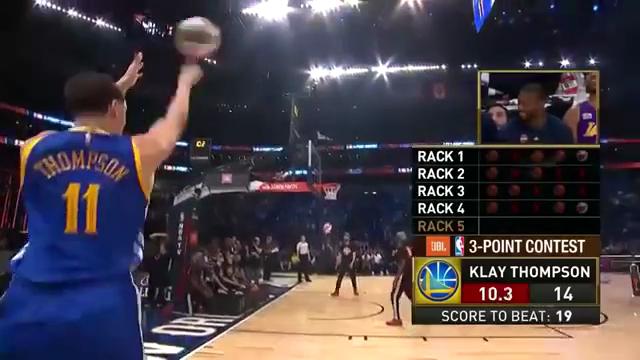 THOMPSON
11
RACK 1
RACK 2
RACK 3
RACK 4
RACK 5
JBL NBA 3-POINT CONTEST
KLAY THOMPSON
10.3 14
SCORE TO BEAT: 19